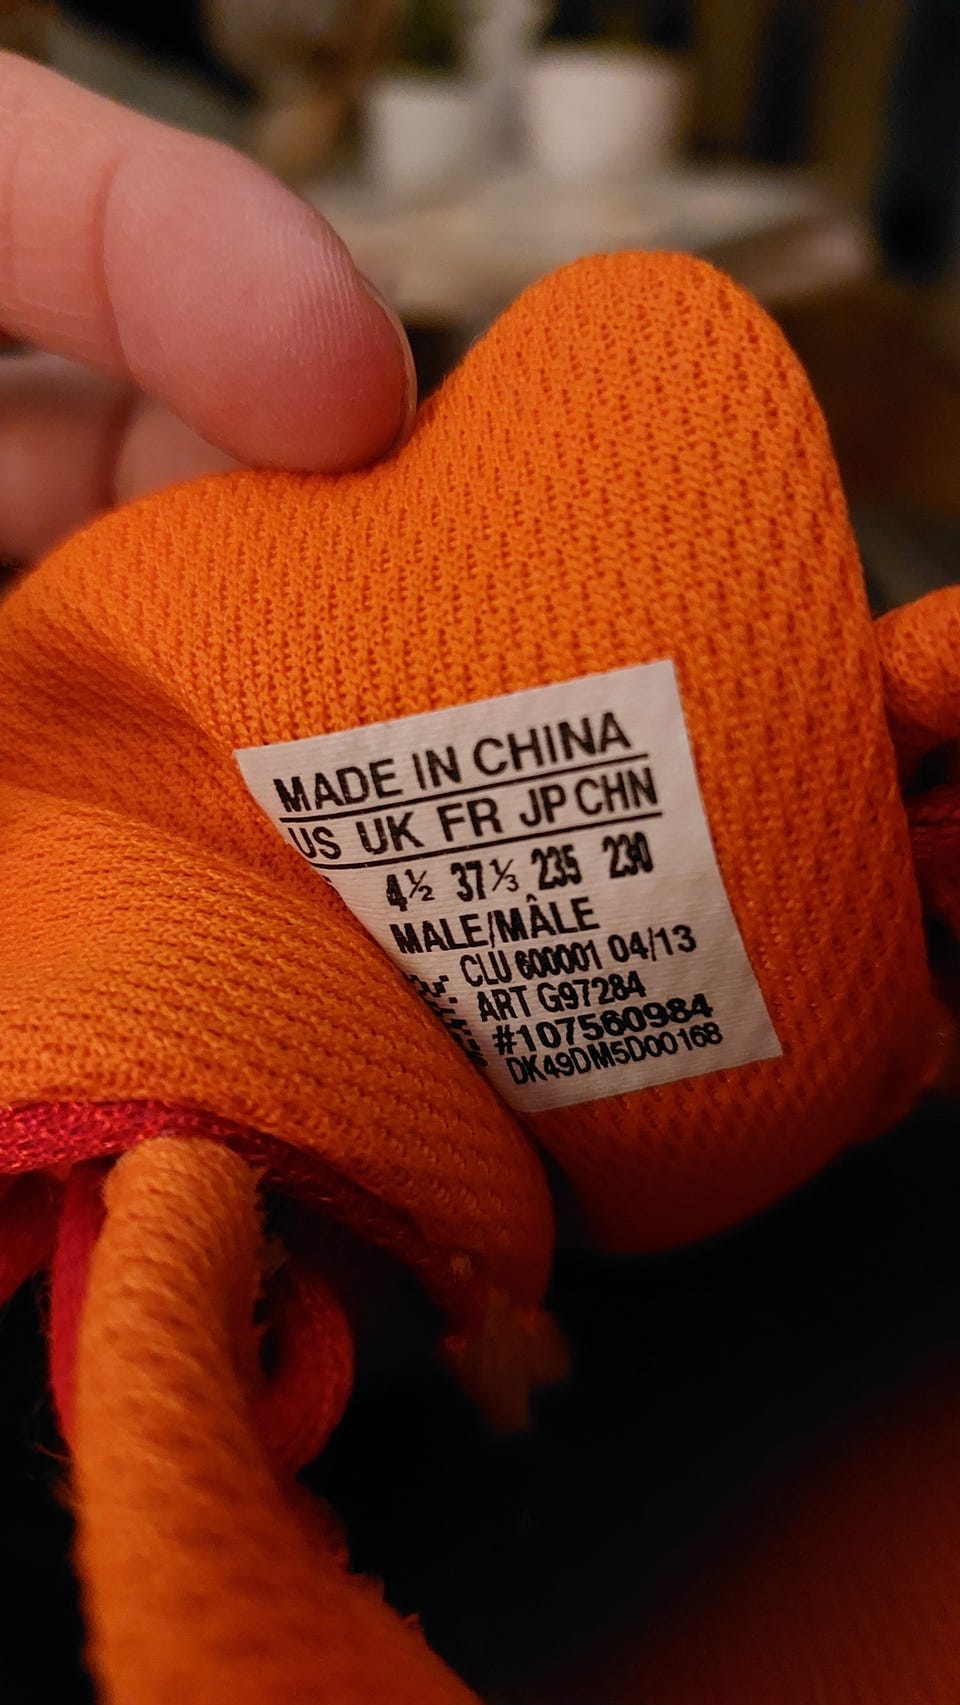 MADE IN CHINA
US UK FR JP CHN
4½ 37⅓ 235 230
MALE/MÂLE
CLU 600001 04/13
ART G97284
#107560984
DK49DM5D00168